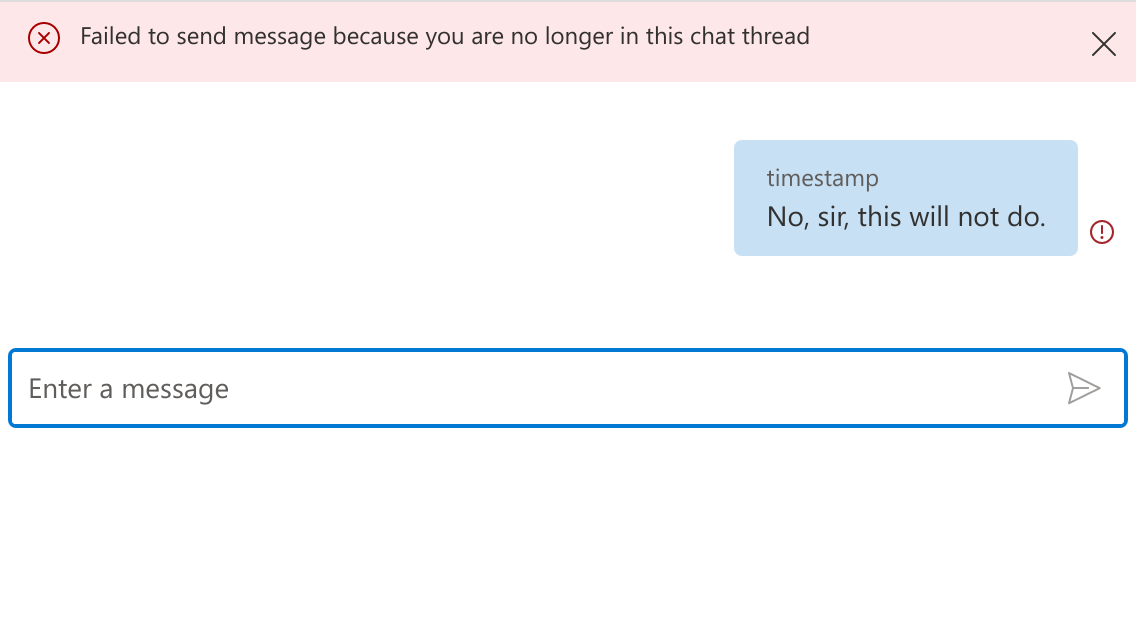 Failed to send message because you are no longer in this chat thread
timestamp
No, sir, this will not do.
Enter a message